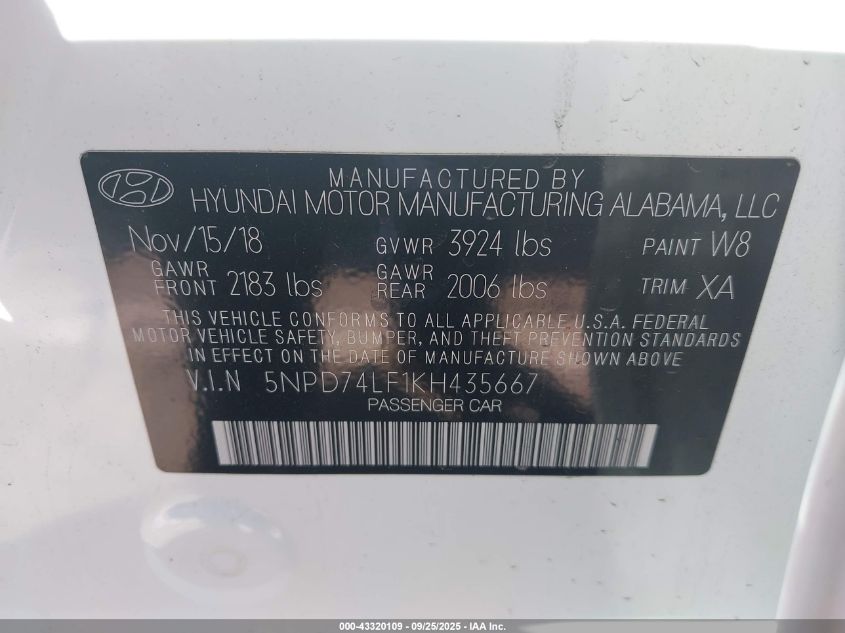 MANUFACTURED BY
HYUNDAI MOTOR MANUFACTURING ALABAMA, LLC
Nov/15/18 GVWR 3924 lbs PAINT W8
GAWR FRONT 2183 lbs GAWR REAR 2006 lbs TRIM XA
THIS VEHICLE CONFORMS TO ALL APPLICABLE U.S.A. FEDERAL
MOTOR VEHICLE SAFETY, BUMPER, AND THEFT PREVENTION STANDARDS
IN EFFECT ON THE DATE OF MANUFACTURE SHOWN ABOVE
V.I.N 5NPD74LF1KH435667
PASSENGER CAR
000-43320109 - 09/25/2025 - IAA Inc.